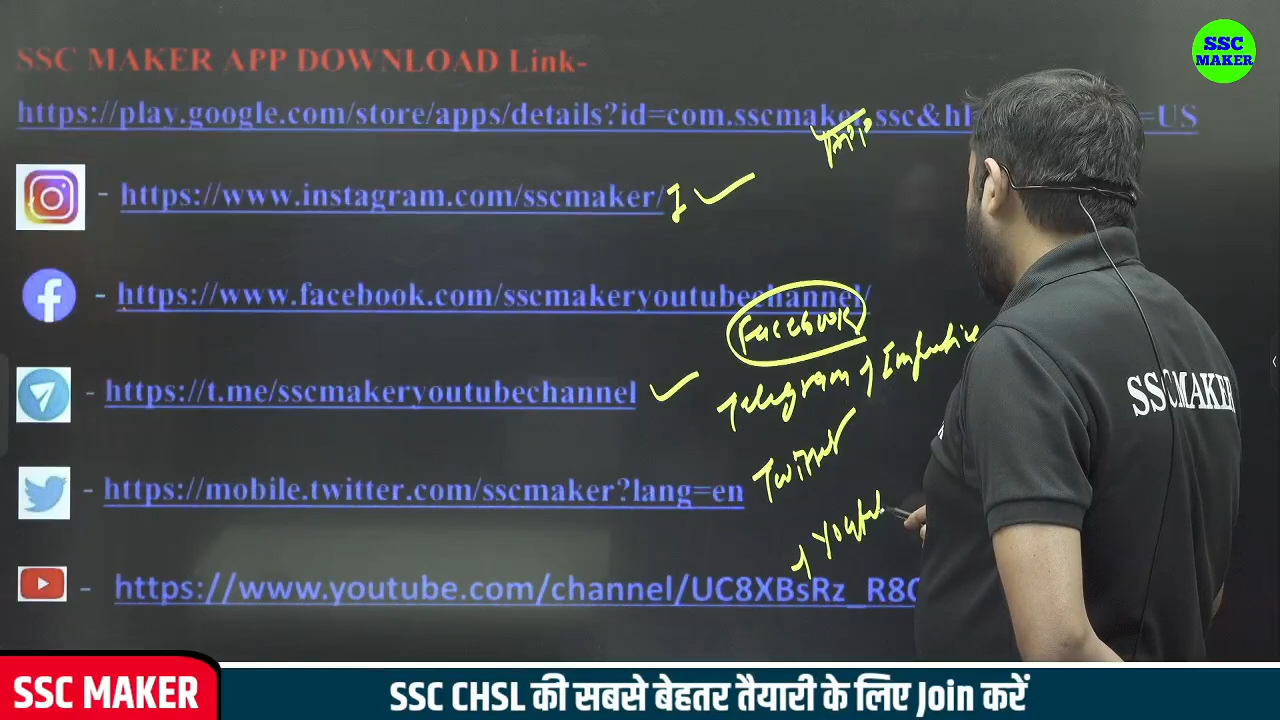 SSC MAKER APP DOWNLOAD Link-
SSC
MAKER
https://play.google.com/store/apps/details?id=com.sscmaker.ssc&hl =US
APP
https://www.instagram.com/sscmaker/ I
- https://www.facebook.com/sscmakeryoutubechannel/
Facebook
- https://t.me/sscmakeryoutubechannel
Telegram
SSC MAKER
- https://mobile.twitter.com/sscmaker?lang=en
Twitter
- https://www.youtube.com/channel/UC8XBsRz_R8
SSC MAKER
SSC CHSL की सबसे बेहतर तैयारी के लिए Join करें